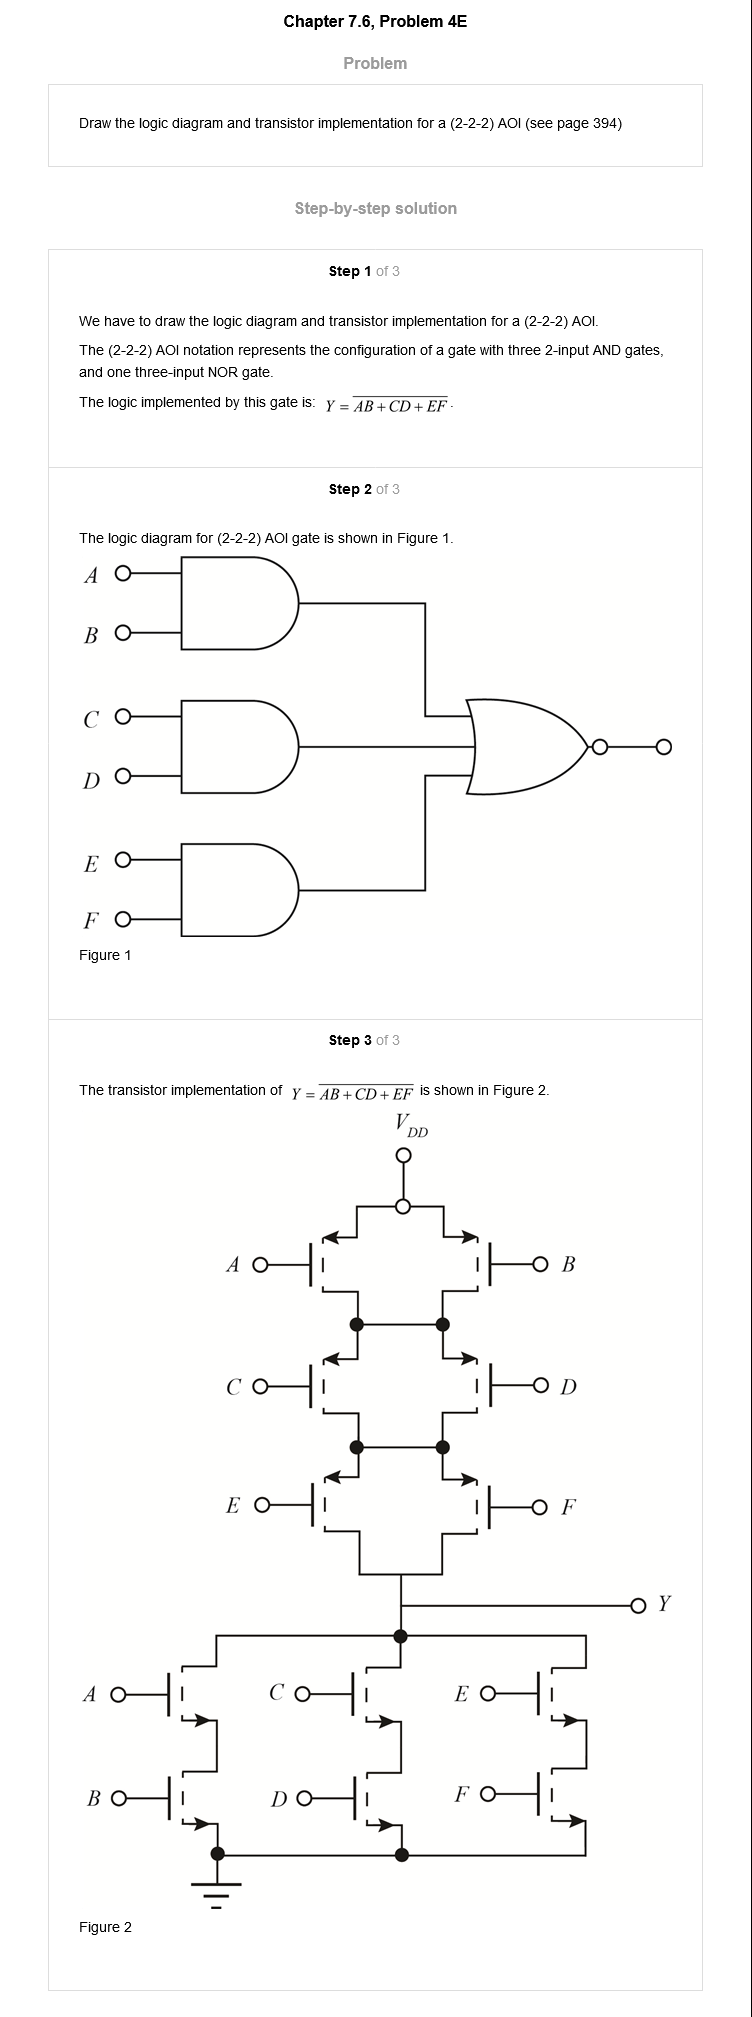 Chapter 7.6, Problem 4E
Problem
Draw the logic diagram and transistor implementation for a (2-2-2) AOI (see page 394)
Step-by-step solution
Step 1 of 3
We have to draw the logic diagram and transistor implementation for a (2-2-2) AOI.
The (2-2-2) AOI notation represents the configuration of a gate with three 2-input AND gates,
and one three-input NOR gate.
The logic implemented by this gate is: Y = \overline{AB + CD + EF} .
Step 2 of 3
The logic diagram for (2-2-2) AOI gate is shown in Figure 1.
A
B
C
D
E
F
Figure 1
Step 3 of 3
The transistor implementation of Y = \overline{AB + CD + EF} is shown in Figure 2.
V_{DD}
A B
C D
E F
Y
A C E
B D F
Figure 2